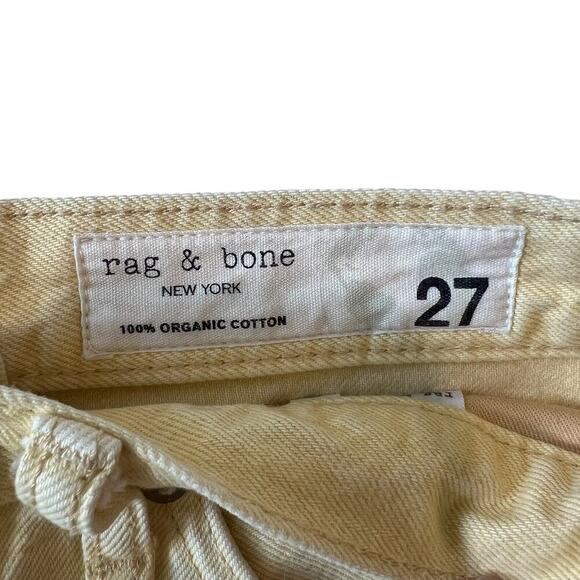 rag & bone
NEW YORK
100% ORGANIC COTTON
27